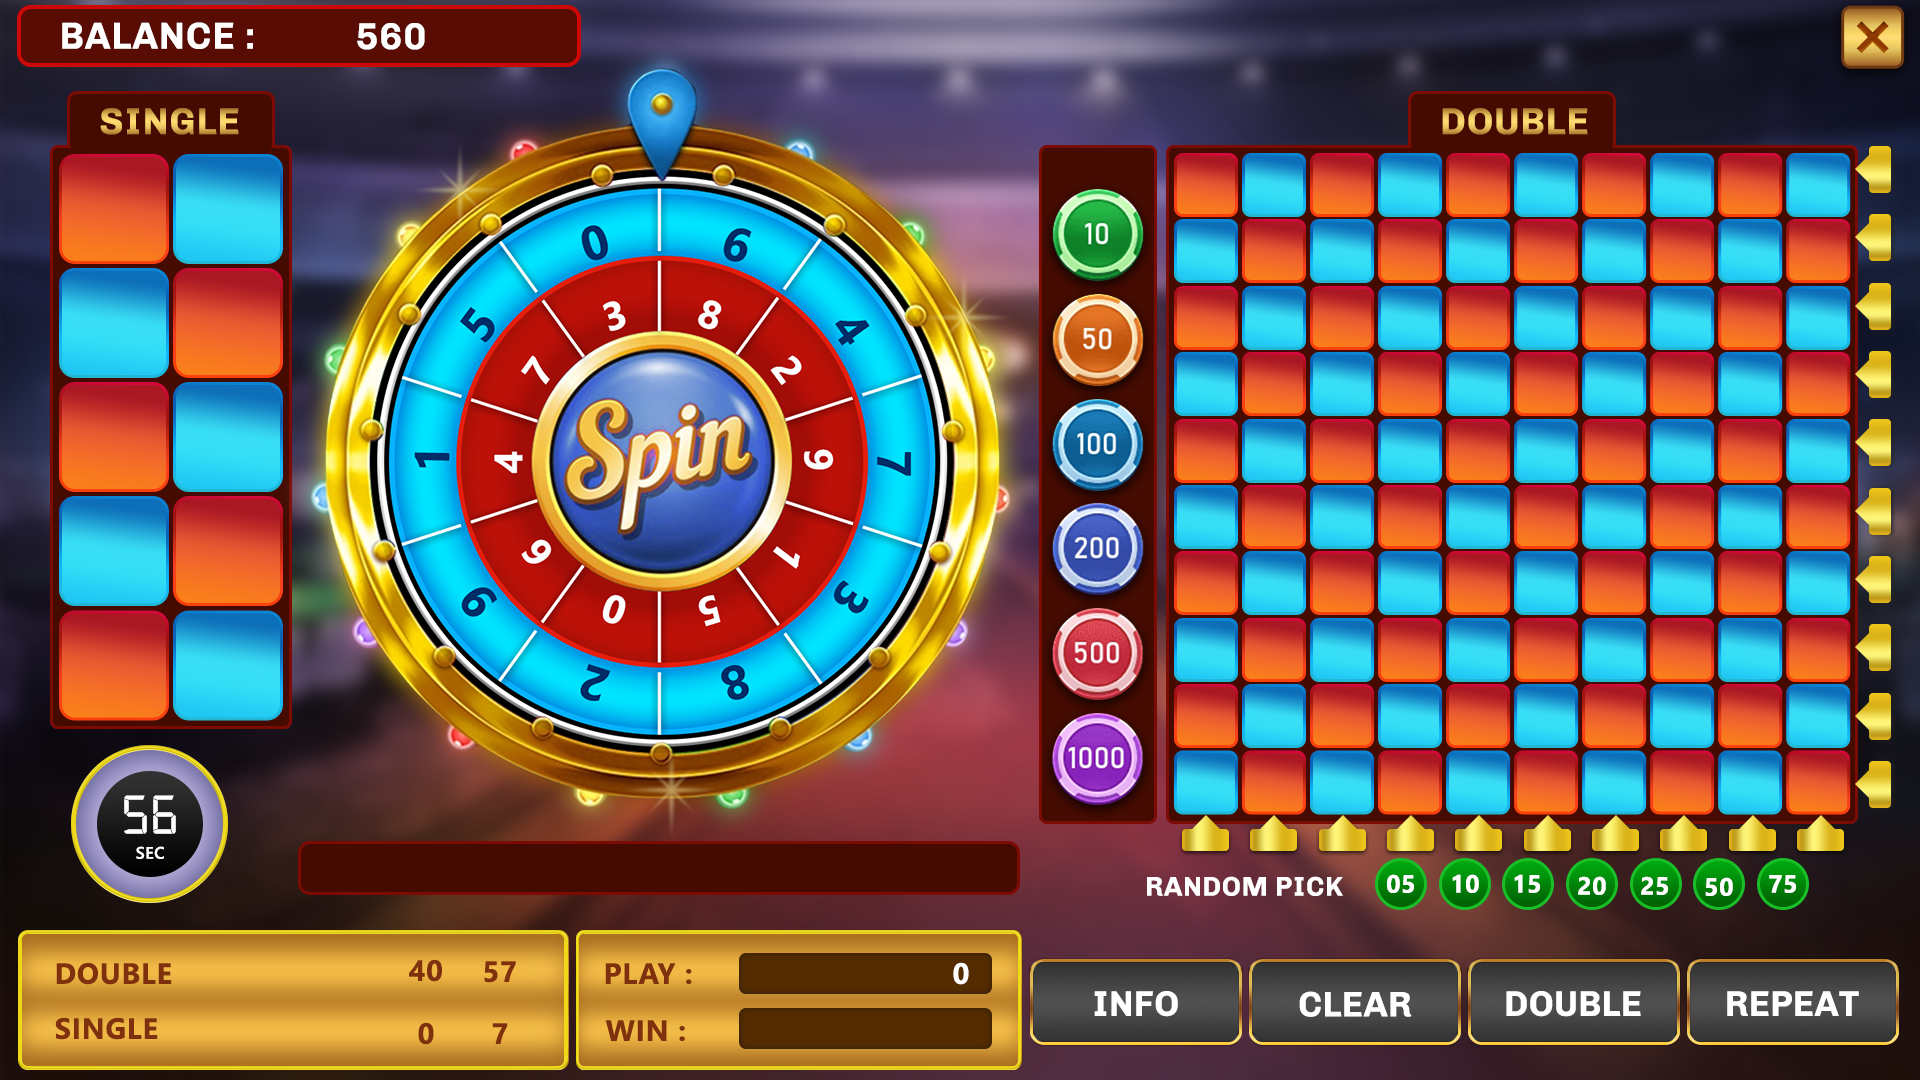 BALANCE : 560
SINGLE
DOUBLE
0 6
5 4
3 8
7 2
1 4 6 7
Spin
9 1
9 3
0 5
2 8
10
50
100
200
500
1000
56
SEC
RANDOM PICK 05 10 15 20 25 50 75
DOUBLE 40 57
SINGLE 0 7
PLAY : 0
WIN :
INFO CLEAR DOUBLE REPEAT